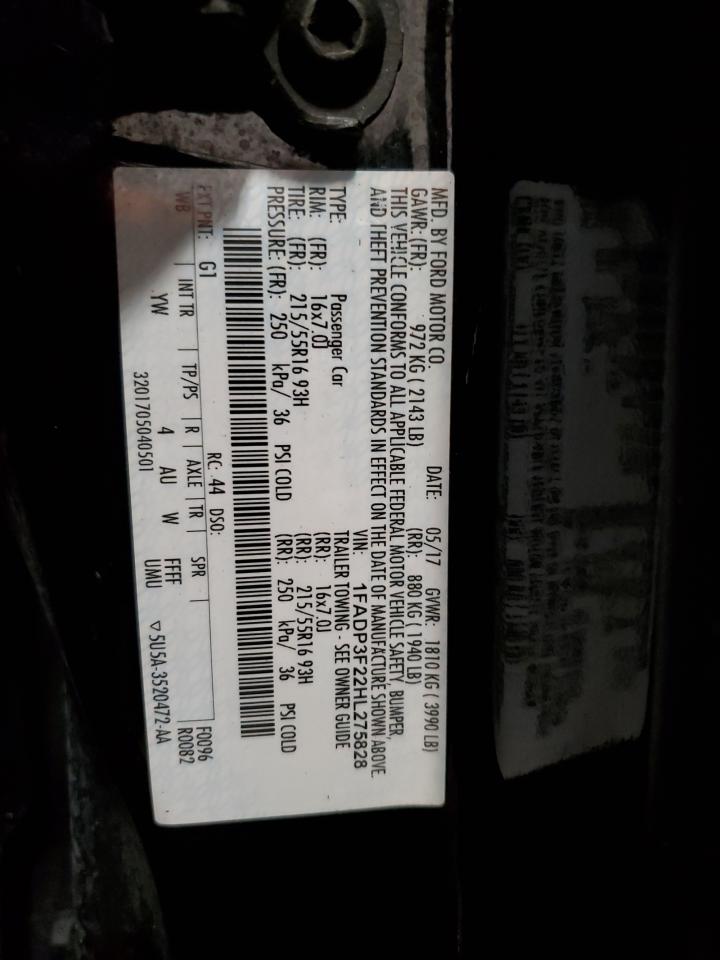 MFD. BY FORD MOTOR CO. DATE: 05/17 GVWR: 1810 KG ( 3990 LB)
GAWR: (FR): 972 KG ( 2143 LB) (RR): 880 KG ( 1940 LB)
THIS VEHICLE CONFORMS TO ALL APPLICABLE FEDERAL MOTOR VEHICLE SAFETY, BUMPER,
AND THEFT PREVENTION STANDARDS IN EFFECT ON THE DATE OF MANUFACTURE SHOWN ABOVE.
VIN: 1FADP3F22HL275828
TYPE: Passenger Car TRAILER TOWING - SEE OWNER GUIDE
RIM: (FR): 16x7.0J (RR): 16x7.0J
TIRE: (FR): 215/55R16 93H (RR): 215/55R16 93H
PRESSURE: (FR): 250 kPa/ 36 PSI COLD (RR): 250 kPa/ 36 PSI COLD
RC: 44 DSO: F0096
EXT PNT: G1 R0082
WB | INT TR | TP/PS | R | AXLE | TR | SPR
YW 4 AU W FFFF
UMU ▽5U5A-3520472-AA
3201705040501